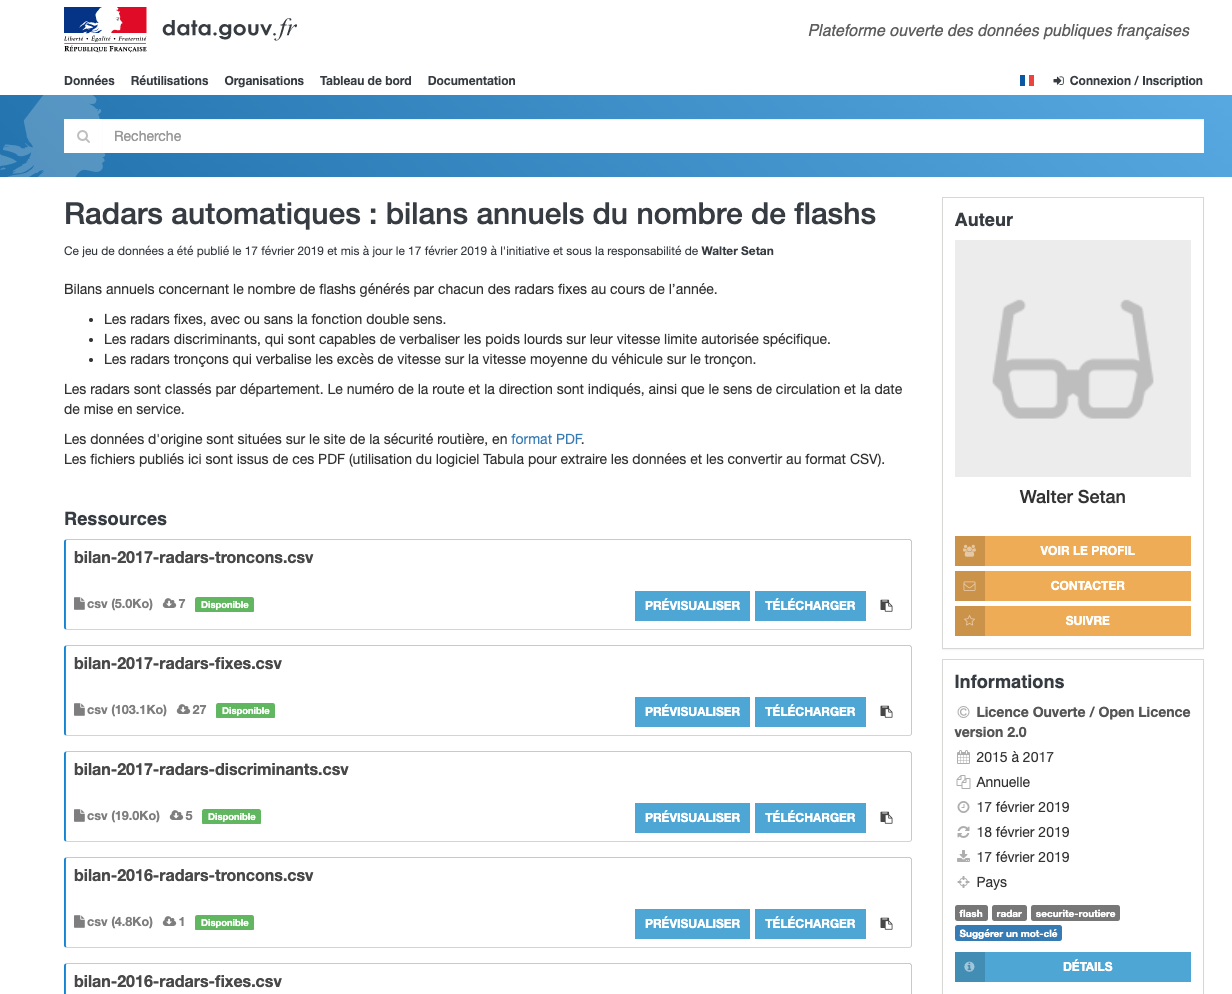 Liberté • Égalité • Fraternité
RÉPUBLIQUE FRANÇAISE
data.gouv.fr
Plateforme ouverte des données publiques françaises
Données Réutilisations Organisations Tableau de bord Documentation
Connexion / Inscription
Recherche
Radars automatiques : bilans annuels du nombre de flashs
Ce jeu de données a été publié le 17 février 2019 et mis à jour le 17 février 2019 à l'initiative et sous la responsabilité de Walter Setan
Bilans annuels concernant le nombre de flashs générés par chacun des radars fixes au cours de l'année.
• Les radars fixes, avec ou sans la fonction double sens.
• Les radars discriminants, qui sont capables de verbaliser les poids lourds sur leur vitesse limite autorisée spécifique.
• Les radars tronçons qui verbalise les excès de vitesse sur la vitesse moyenne du véhicule sur le tronçon.
Les radars sont classés par département. Le numéro de la route et la direction sont indiqués, ainsi que le sens de circulation et la date
de mise en service.
Les données d'origine sont situées sur le site de la sécurité routière, en format PDF.
Les fichiers publiés ici sont issus de ces PDF (utilisation du logiciel Tabula pour extraire les données et les convertir au format CSV).
Ressources
bilan-2017-radars-troncons.csv
csv (5.0Ko) 7 Disponible PRÉVISUALISER TÉLÉCHARGER
bilan-2017-radars-fixes.csv
csv (103.1Ko) 27 Disponible PRÉVISUALISER TÉLÉCHARGER
bilan-2017-radars-discriminants.csv
csv (19.0Ko) 5 Disponible PRÉVISUALISER TÉLÉCHARGER
bilan-2016-radars-troncons.csv
csv (4.8Ko) 1 Disponible PRÉVISUALISER TÉLÉCHARGER
bilan-2016-radars-fixes.csv
Auteur
Walter Setan
VOIR LE PROFIL
CONTACTER
SUIVRE
Informations
Licence Ouverte / Open Licence
version 2.0
2015 à 2017
Annuelle
17 février 2019
18 février 2019
17 février 2019
Pays
flash radar securite-routiere
Suggérer un mot-clé
DÉTAILS